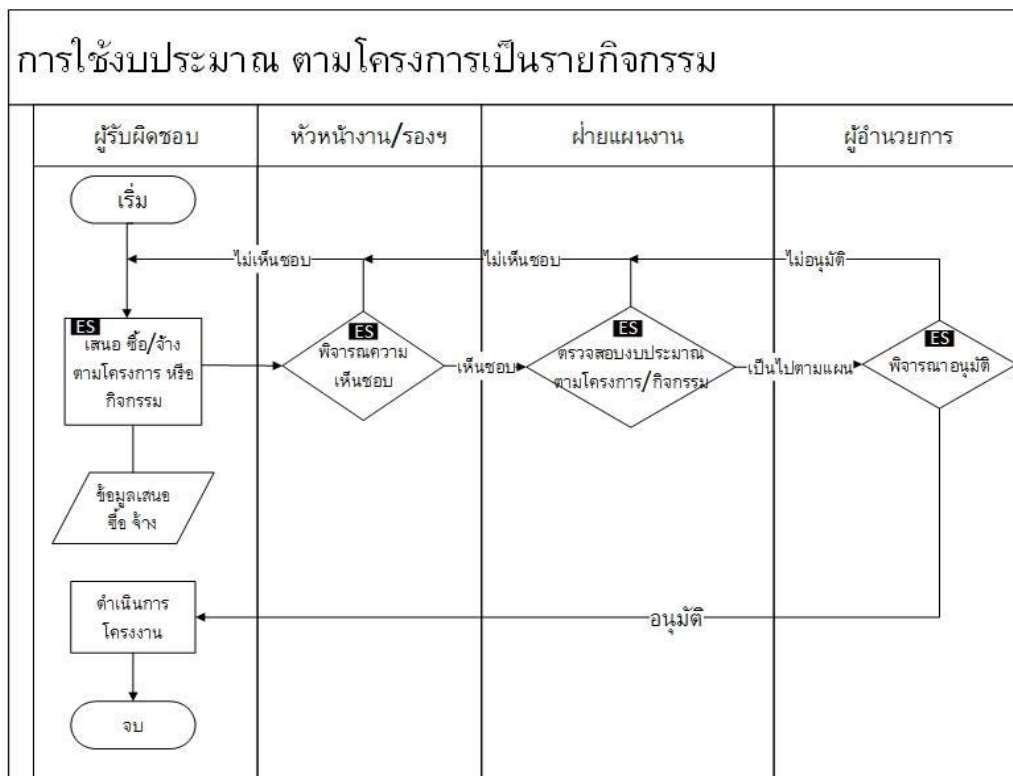 การใช้งบประมาณ ตามโครงการเป็นรายกิจกรรม
ผู้รับผิดชอบ
หัวหน้างาน/รองฯ
ฝ่ายแผนงาน
ผู้อำนวยการ
เริ่ม
ไม่เห็นชอบ
ไม่เห็นชอบ
ไม่อนุมัติ
ES
เสนอ ซื้อ/จ้าง
ตามโครงการ หรือ
กิจกรรม
ES
พิจารณความ
เห็นชอบ
เห็นชอบ
ES
ตรวจสอบงบประมาณ
ตามโครงการ/กิจกรรม
เป็นไปตามแผน
ES
พิจารณาอนุมัติ
ข้อมูลเสนอ
ซื้อ จ้าง
ดำเนินการ
โครงงาน
อนุมัติ
จบ